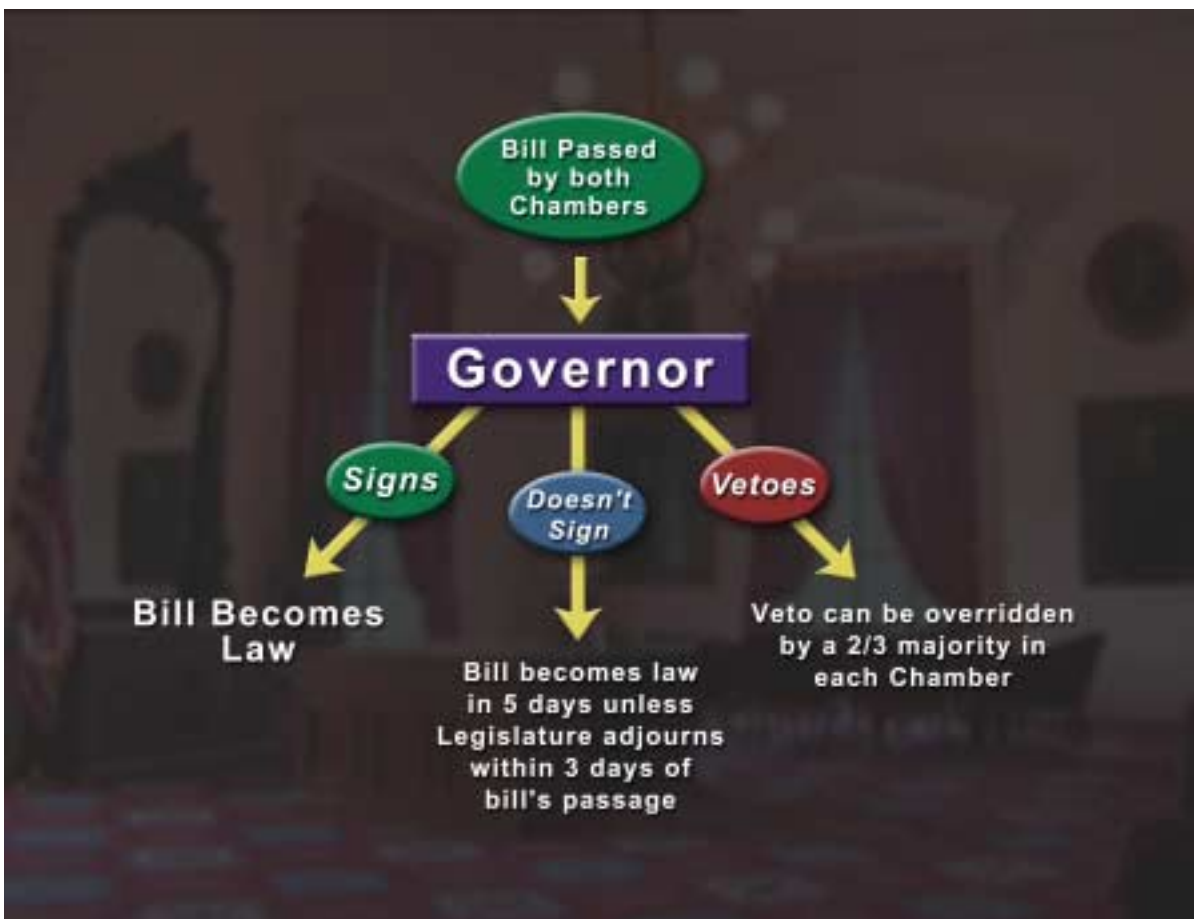 Bill Passed
by both
Chambers
Governor
Signs
Doesn't
Sign
Vetoes
Bill Becomes
Law
Bill becomes law
in 5 days unless
Legislature adjourns
within 3 days of
bill's passage
Veto can be overridden
by a 2/3 majority in
each Chamber